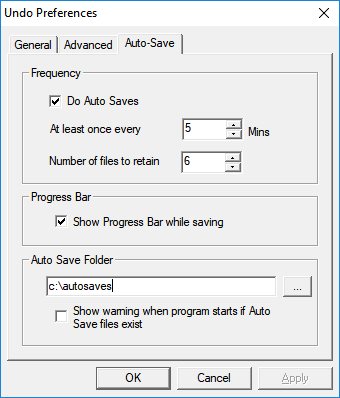 Undo Preferences
General Advanced Auto-Save
Frequency
Do Auto Saves
At least once every 5 Mins
Number of files to retain 6
Progress Bar
Show Progress Bar while saving
Auto Save Folder
c:\autosaves ...
Show warning when program starts if Auto
Save files exist
OK Cancel Apply